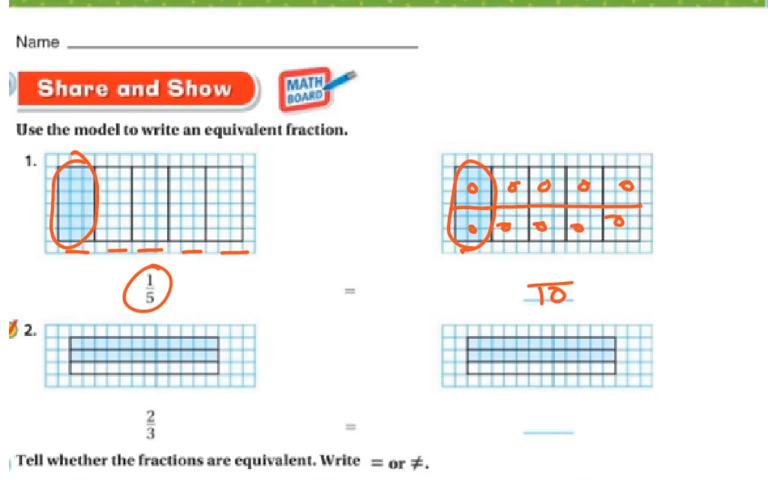 Name
Share and Show
MATH
BOARD
Use the model to write an equivalent fraction.
1.
1/5 = 10
2.
2/3 =
Tell whether the fractions are equivalent. Write = or ≠.